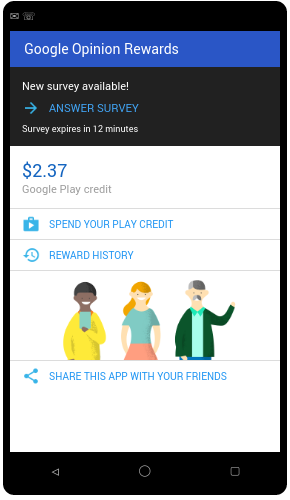 Google Opinion Rewards
New survey available!
ANSWER SURVEY
Survey expires in 12 minutes
$2.37
Google Play credit
SPEND YOUR PLAY CREDIT
REWARD HISTORY
SHARE THIS APP WITH YOUR FRIENDS